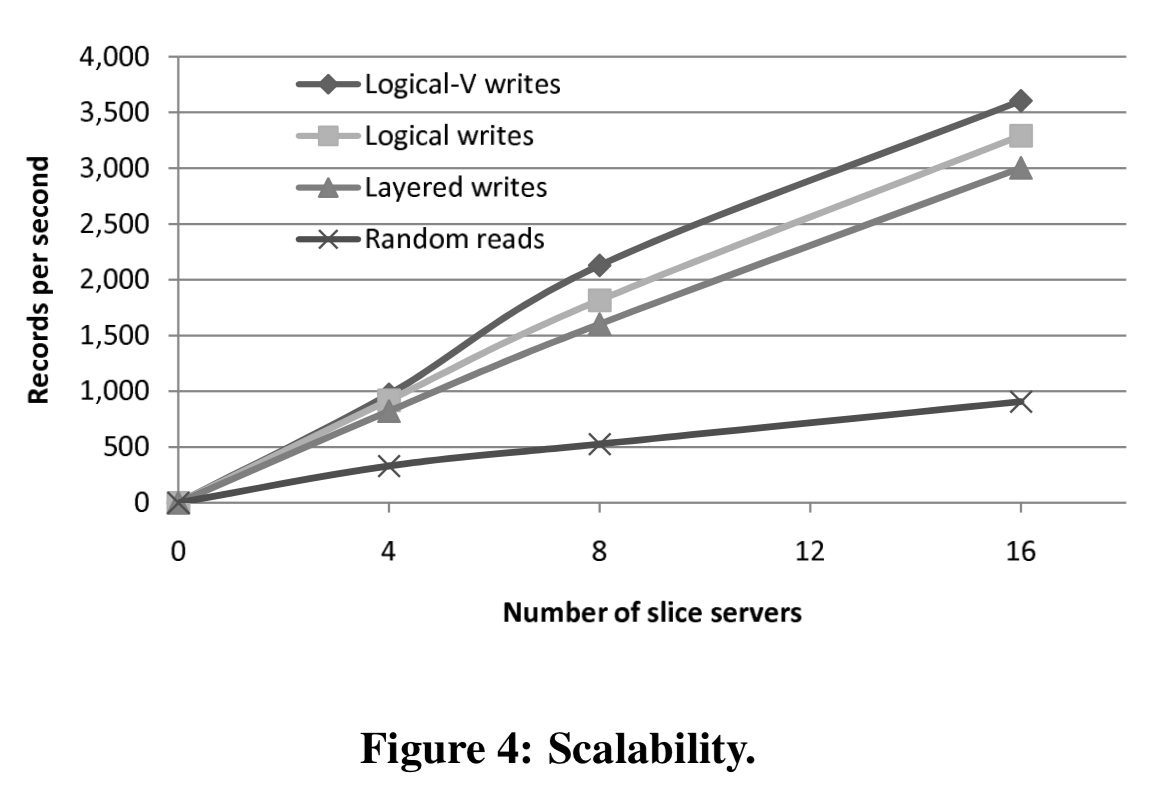 4,000
3,500
3,000
2,500
2,000
1,500
1,000
500
0
Records per second
Logical-V writes
Logical writes
Layered writes
Random reads
0 4 8 12 16
Number of slice servers
Figure 4: Scalability.